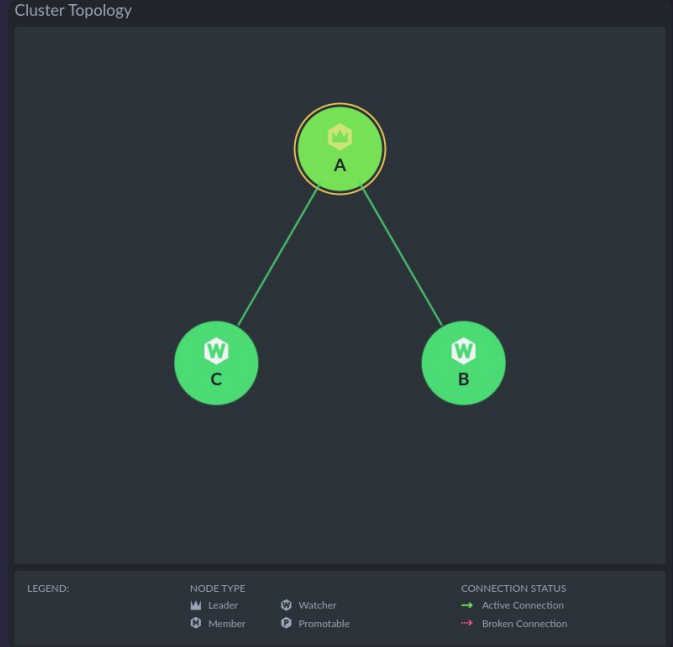 Cluster Topology
A
W
W
C
B
LEGEND:
NODE TYPE
CONNECTION STATUS
Leader
W Watcher
Active Connection
M Member
P Promotable
Broken Connection